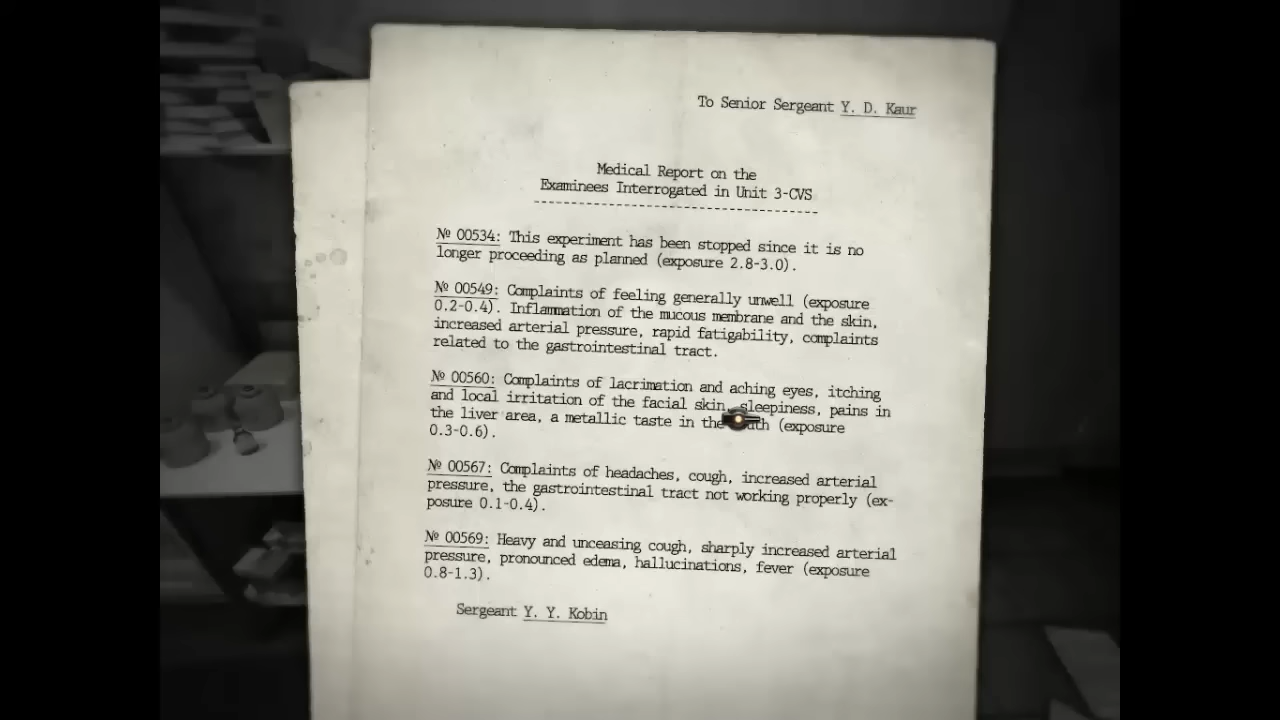 To Senior Sergeant Y. D. Kaur
Medical Report on the
Examinees Interrogated in Unit 3-CVS
------------------------------------
№ 00534: This experiment has been stopped since it is no
longer proceeding as planned (exposure 2.8-3.0).
№ 00549: Complaints of feeling generally unwell (exposure
0.2-0.4). Inflammation of the mucous membrane and the skin,
increased arterial pressure, rapid fatigability, complaints
related to the gastrointestinal tract.
№ 00560: Complaints of lacrimation and aching eyes, itching
and local irritation of the facial skin, sleepiness, pains in
the liver area, a metallic taste in the (exposure
0.3-0.6).
№ 00567: Complaints of headaches, cough, increased arterial
pressure, the gastrointestinal tract not working properly (ex-
posure 0.1-0.4).
№ 00569: Heavy and unceasing cough, sharply increased arterial
pressure, pronounced edema, hallucinations, fever (exposure
0.8-1.3).
Sergeant Y. Y. Kobin